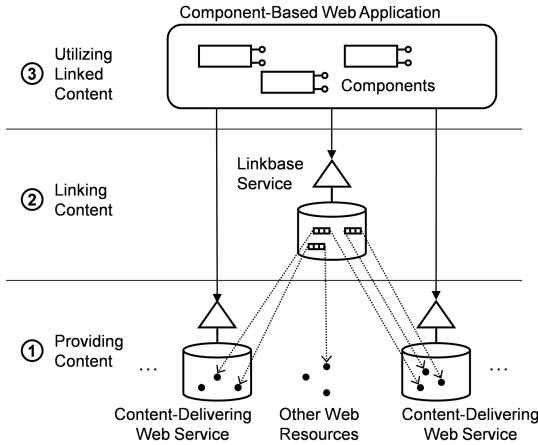 Component-Based Web Application
3
Utilizing
Linked
Content
Components
Linkbase
Service
2
Linking
Content
1
Providing
Content
...
...
Content-Delivering
Web Service
Other Web
Resources
Content-Delivering
Web Service